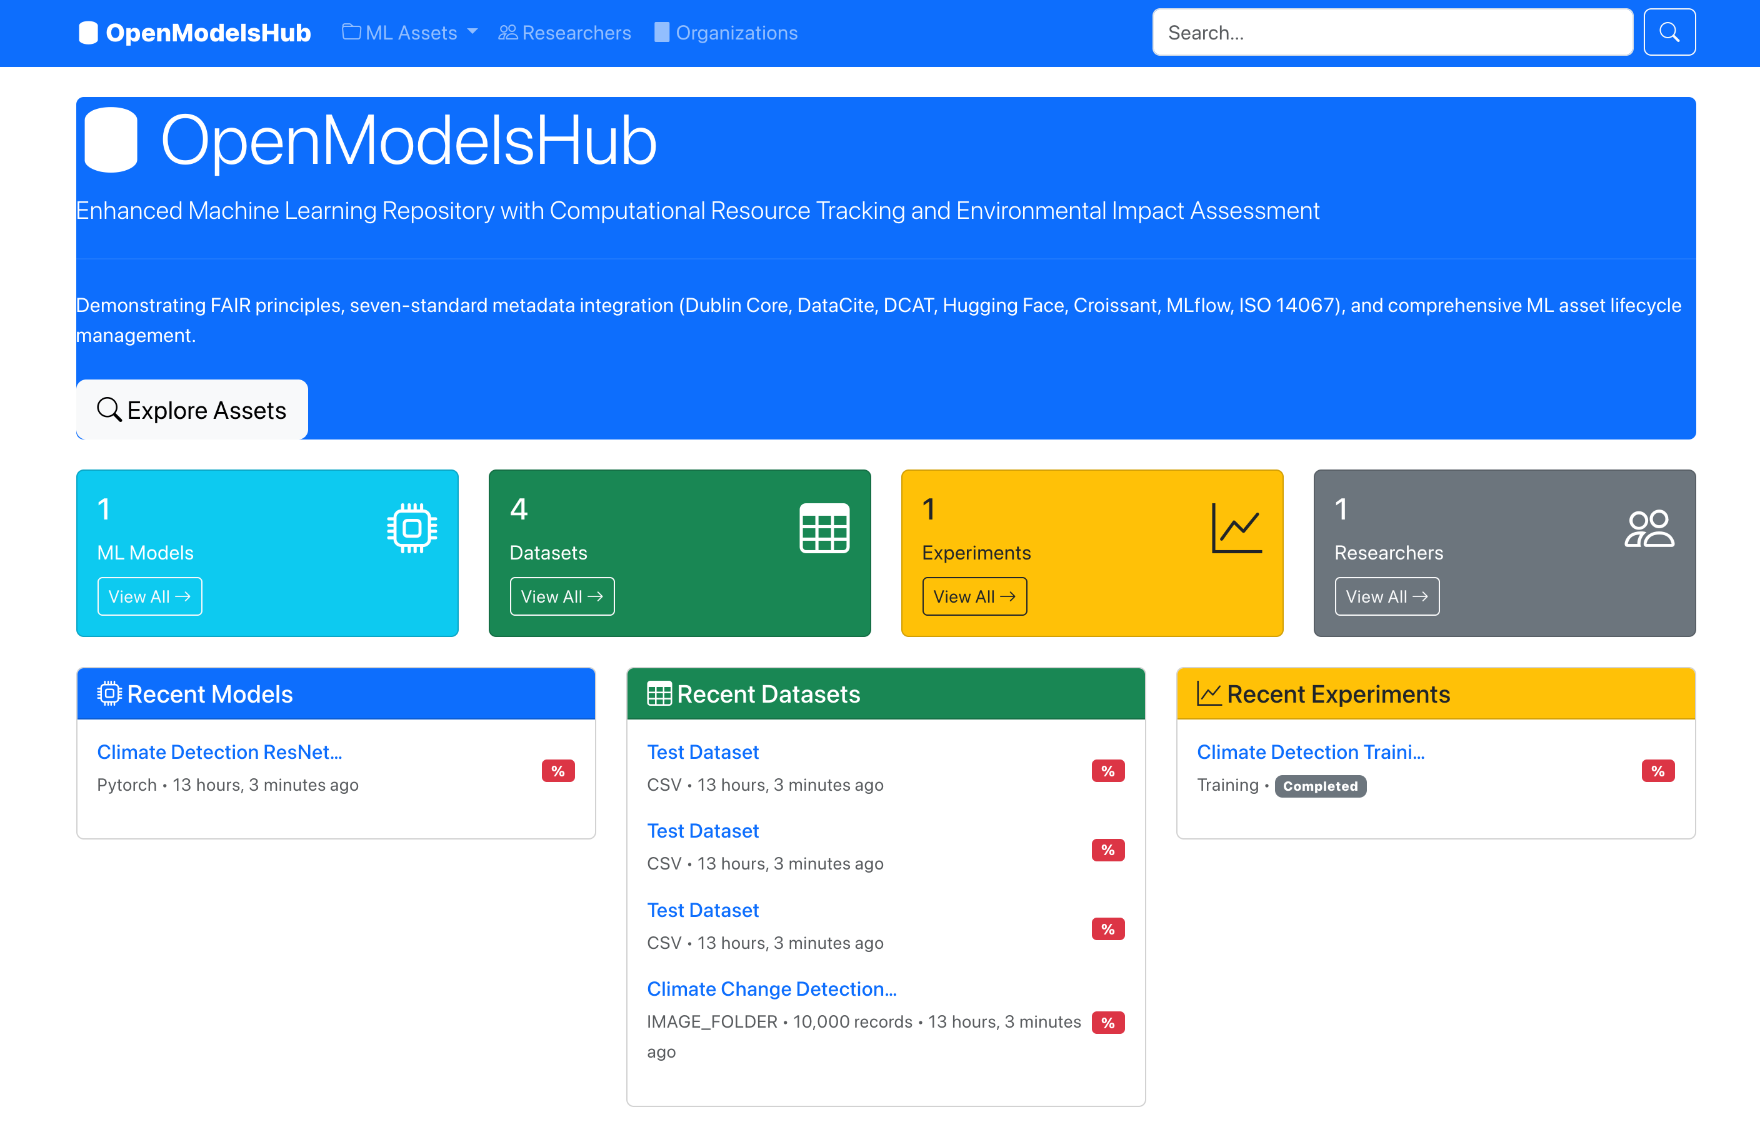 OpenModelsHub
ML Assets
Researchers
Organizations
Search...
OpenModelsHub
Enhanced Machine Learning Repository with Computational Resource Tracking and Environmental Impact Assessment
Demonstrating FAIR principles, seven-standard metadata integration (Dublin Core, DataCite, DCAT, Hugging Face, Croissant, MLflow, ISO 14067), and comprehensive ML asset lifecycle
management.
Explore Assets
1
ML Models
View All →
4
Datasets
View All →
1
Experiments
View All →
1
Researchers
View All →
Recent Models
Climate Detection ResNet...
Pytorch • 13 hours, 3 minutes ago
%
Recent Datasets
Test Dataset
CSV • 13 hours, 3 minutes ago
%
Test Dataset
CSV • 13 hours, 3 minutes ago
%
Test Dataset
CSV • 13 hours, 3 minutes ago
%
Climate Change Detection...
IMAGE_FOLDER • 10,000 records • 13 hours, 3 minutes
ago
%
Recent Experiments
Climate Detection Traini...
Training • Completed
%